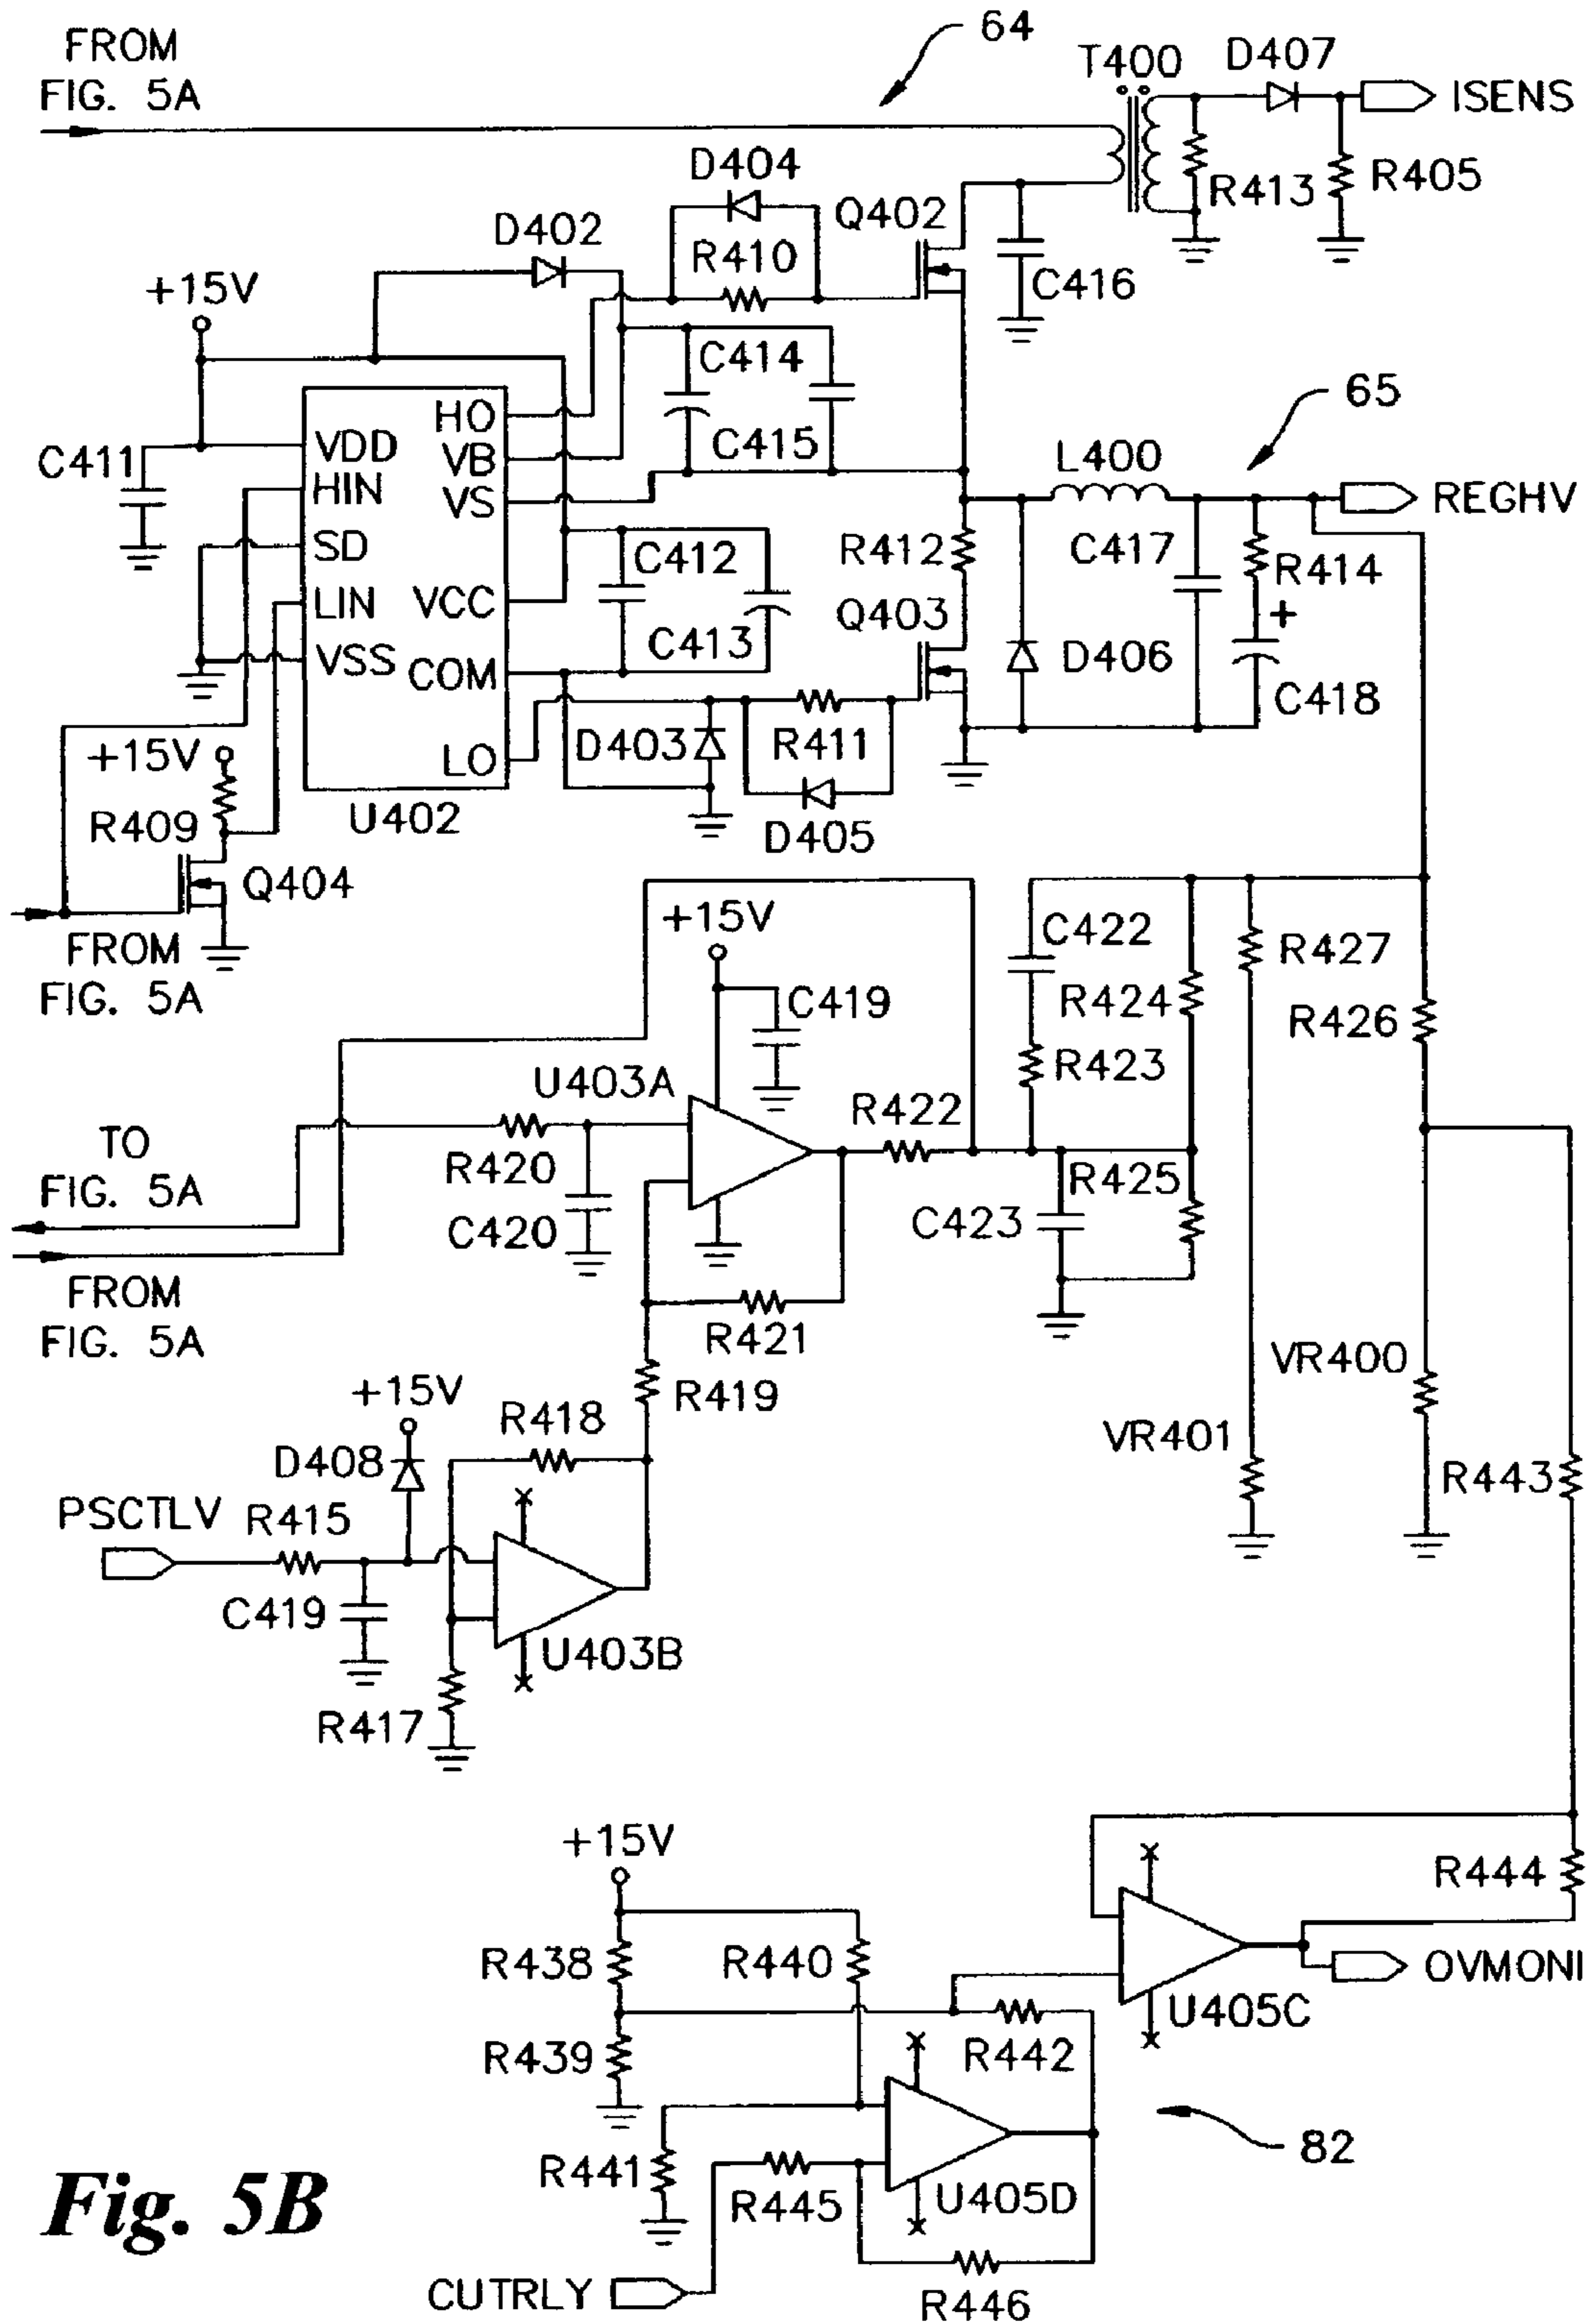 FROM
FIG. 5A
64
T400
D407
ISENS
R413
R405
D404
Q402
R410
C416
D402
+15V
C414
C415
C411
VDD
HIN
SD
LIN
VSS
HO
VB
VS
VCC
COM
LO
U402
C412
C413
65
L400
REGHV
R412
C417
R414
+
Q403
D406
C418
D403
R411
D405
+15V
R409
Q404
FROM
FIG. 5A
+15V
C419
U403A
C422
R424
R423
R427
R426
R422
TO
FIG. 5A
R420
C420
R425
C423
FROM
FIG. 5A
R421
R419
VR400
VR401
R443
+15V
D408
R418
PSCTLV
R415
C419
U403B
R417
+15V
R438
R440
R444
OVMONI
U405C
R439
R442
R441
R445
U405D
82
CUTRLY
R446
Fig. 5B